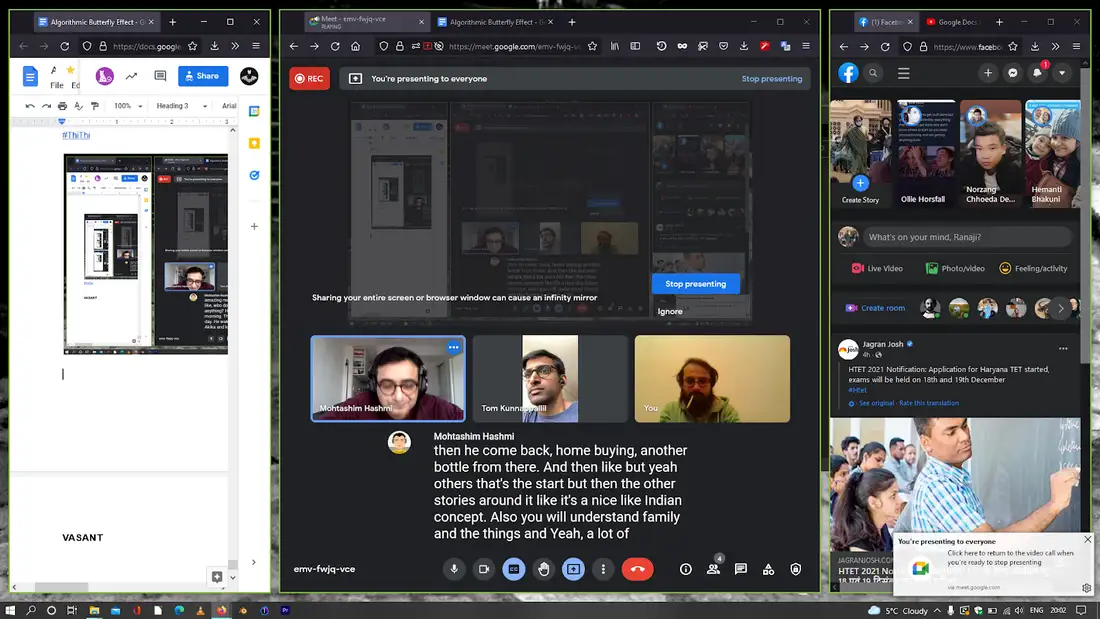 Algorithmic Butterfly Effect - G
https://docs.google.
A
File
Ed
Share
100%
Heading 3
Arial
1
2
3
#ThiThi
VASANT
VASANT
Meet - emv-fwjq-vce
PLAYING
Algorithmic Butterfly Effect - Go
https://meet.google.com/emv-fwjq-v
REC
You're presenting to everyone
Stop presenting
Stop presenting
Sharing your entire screen or browser window can cause an infinity mirror
Ignore
Mohtashim Hashmi
Tom Kunnappallil
You
Mohtashim Hashmi
then he come back, home buying, another
bottle from there. And then like but yeah
others that's the start but then the other
stories around it like it's a nice like Indian
concept. Also you will understand family
and the things and Yeah, a lot of
emv-fwjq-vce
4
(1) Facebook
Google Docs
https://www.facebo
1
Create Story
Ollie Horsfall
Norzang
Chhoeda De...
Hemanti
Bhakuni
What's on your mind, Ranaji?
Live Video
Photo/video
Feeling/activity
Create room
Jagran Josh
4h
HTET 2021 Notification: Application for Haryana TET started,
exams will be held on 18th and 19th December
#Htet
See original · Rate this translation
JAGRANJOSH.COM
HTET 2021
You're presenting to everyone
Click here to return to the video call when
you're ready to stop presenting
via meet.google.com
5°C Cloudy
ENG
20:02